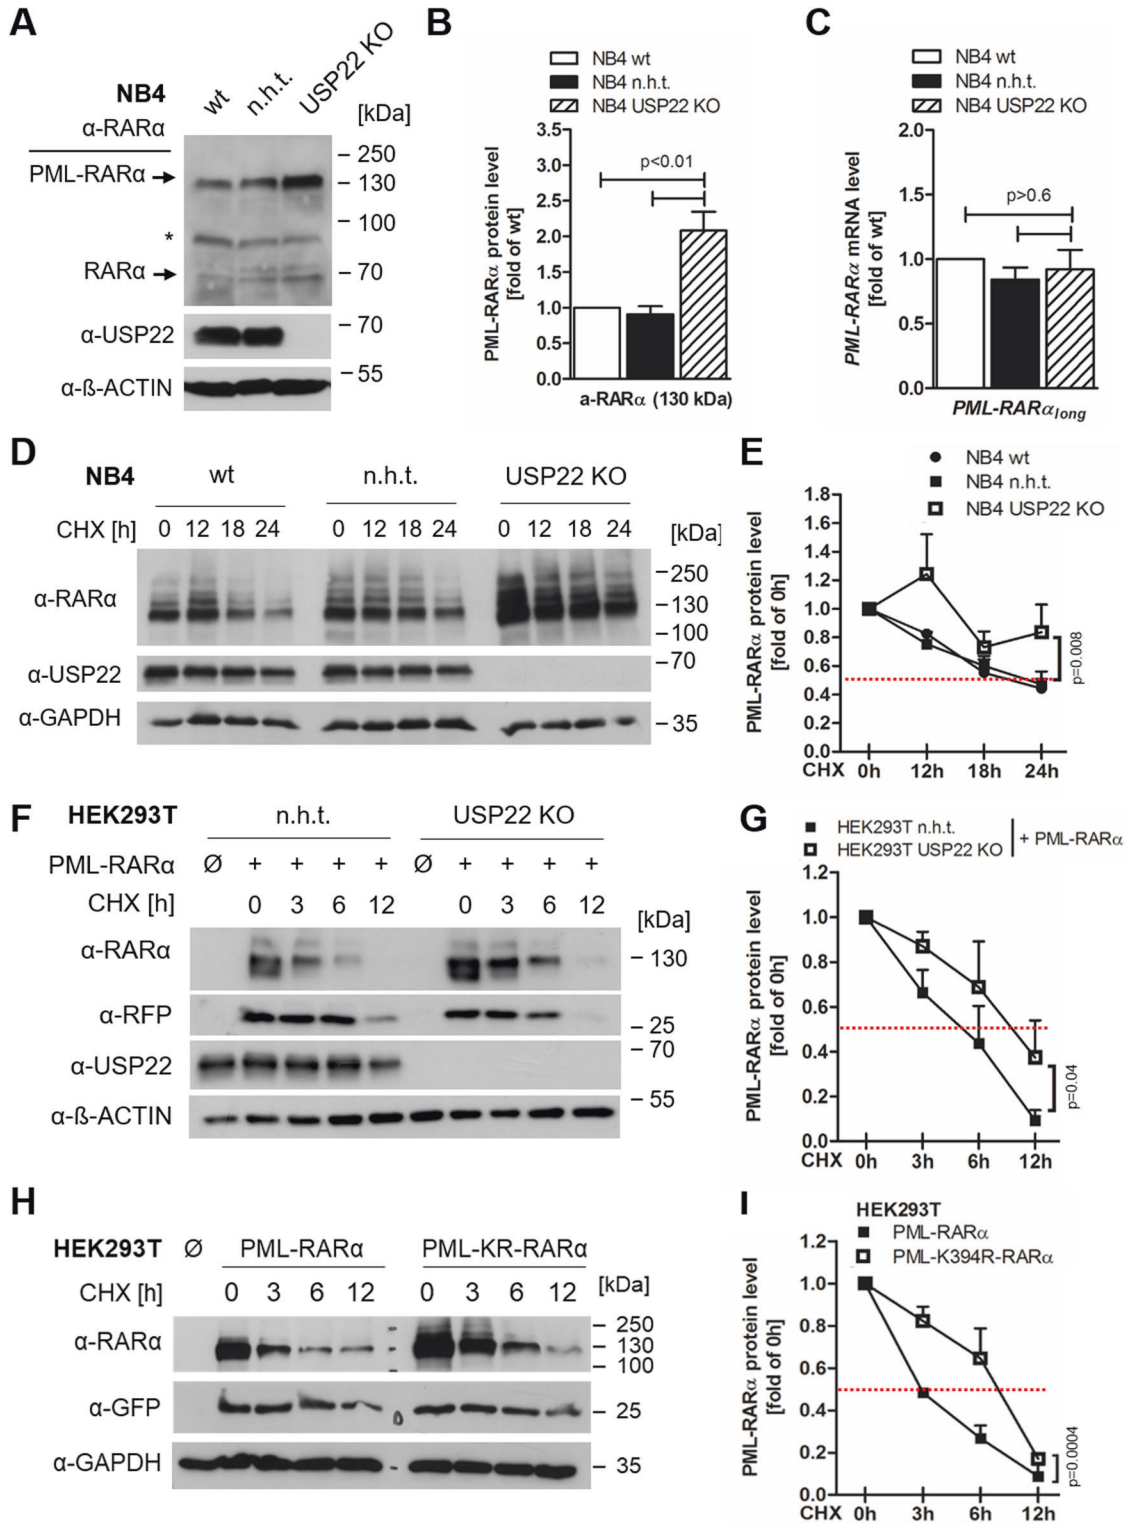 A
NB4
wt n.h.t. USP22 KO
α-RARα
[kDa]
PML-RARα
250
130
100
*
RARα
70
α-USP22
70
α-ß-ACTIN
55
B
NB4 wt
NB4 n.h.t.
NB4 USP22 KO
PML-RARα protein level
[fold of wt]
3.5
3.0
2.5
2.0
1.5
1.0
0.5
0.0
p<0.01
a-RARα (130 kDa)
C
NB4 wt
NB4 n.h.t.
NB4 USP22 KO
PML-RARα mRNA level
[fold of wt]
2.0
1.5
1.0
0.5
0.0
p>0.6
PML-RARα long
D
NB4 wt n.h.t. USP22 KO
CHX [h] 0 12 18 24 0 12 18 24 0 12 18 24 [kDa]
α-RARα
250
130
100
α-USP22
70
α-GAPDH
35
E
NB4 wt
NB4 n.h.t.
NB4 USP22 KO
PML-RARα protein level
[fold of 0h]
1.8
1.6
1.4
1.2
1.0
0.8
0.6
0.4
0.2
0.0
p=0.008
CHX 0h 12h 18h 24h
F
HEK293T n.h.t. USP22 KO
PML-RARα Ø + + + + Ø + + + +
CHX [h] 0 3 6 12 0 3 6 12 [kDa]
α-RARα
130
α-RFP
25
α-USP22
70
α-ß-ACTIN
55
G
HEK293T n.h.t.
HEK293T USP22 KO
+ PML-RARα
PML-RARα protein level
[fold of 0h]
1.2
1.0
0.8
0.6
0.4
0.2
0.0
p=0.04
CHX 0h 3h 6h 12h
H
HEK293T Ø PML-RARα PML-KR-RARα
CHX [h] 0 3 6 12 0 3 6 12 [kDa]
α-RARα
250
130
100
α-GFP
25
α-GAPDH
35
I
HEK293T
PML-RARα
PML-K394R-RARα
PML-RARα protein level
[fold of 0h]
1.2
1.0
0.8
0.6
0.4
0.2
0.0
p=0.0004
CHX 0h 3h 6h 12h